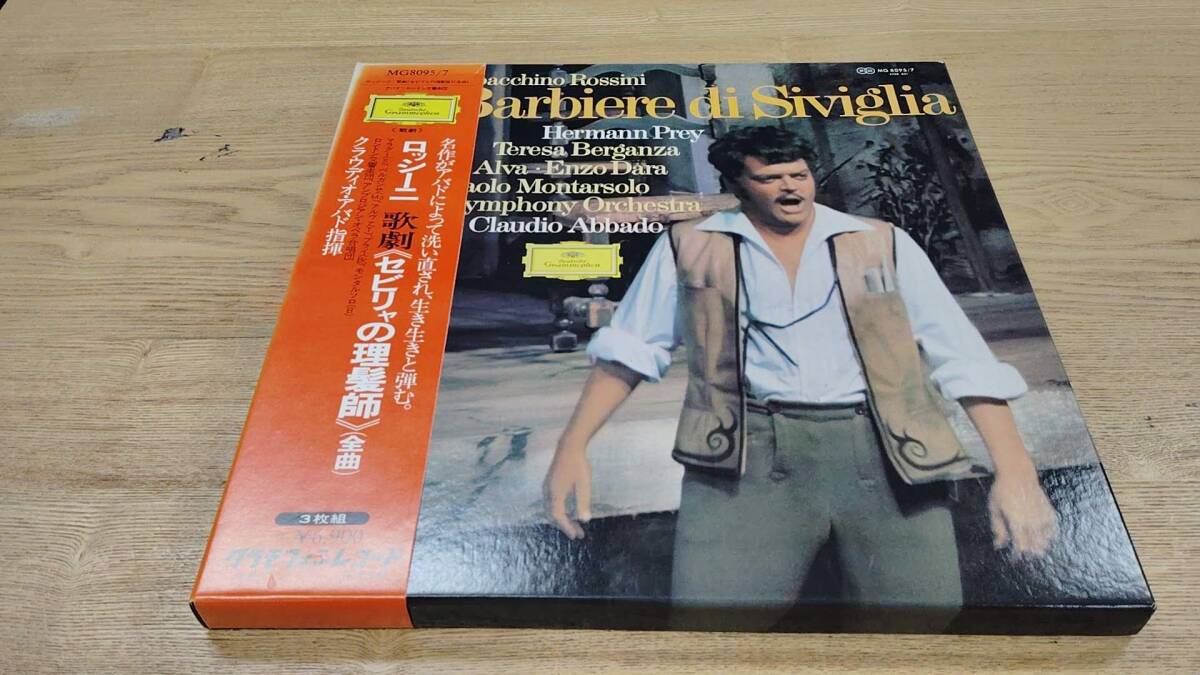 MG8095/7
Deutsche
Grammophon
〈歌劇〉
名作がアバドによって洗い直され、生き生きと弾む。
ロッシーニ 歌劇《セビリャの理髪師》〈全曲〉
クラウディオ・アバド指揮
3枚組
MG 8095/7
acchino Rossini
Barbiere di Siviglia
Hermann Prey
Teresa Berganza
Alva · Enzo Dara
aolo Montarsolo
ymphony Orchestra
Claudio Abbado
Deutsche
Grammophon